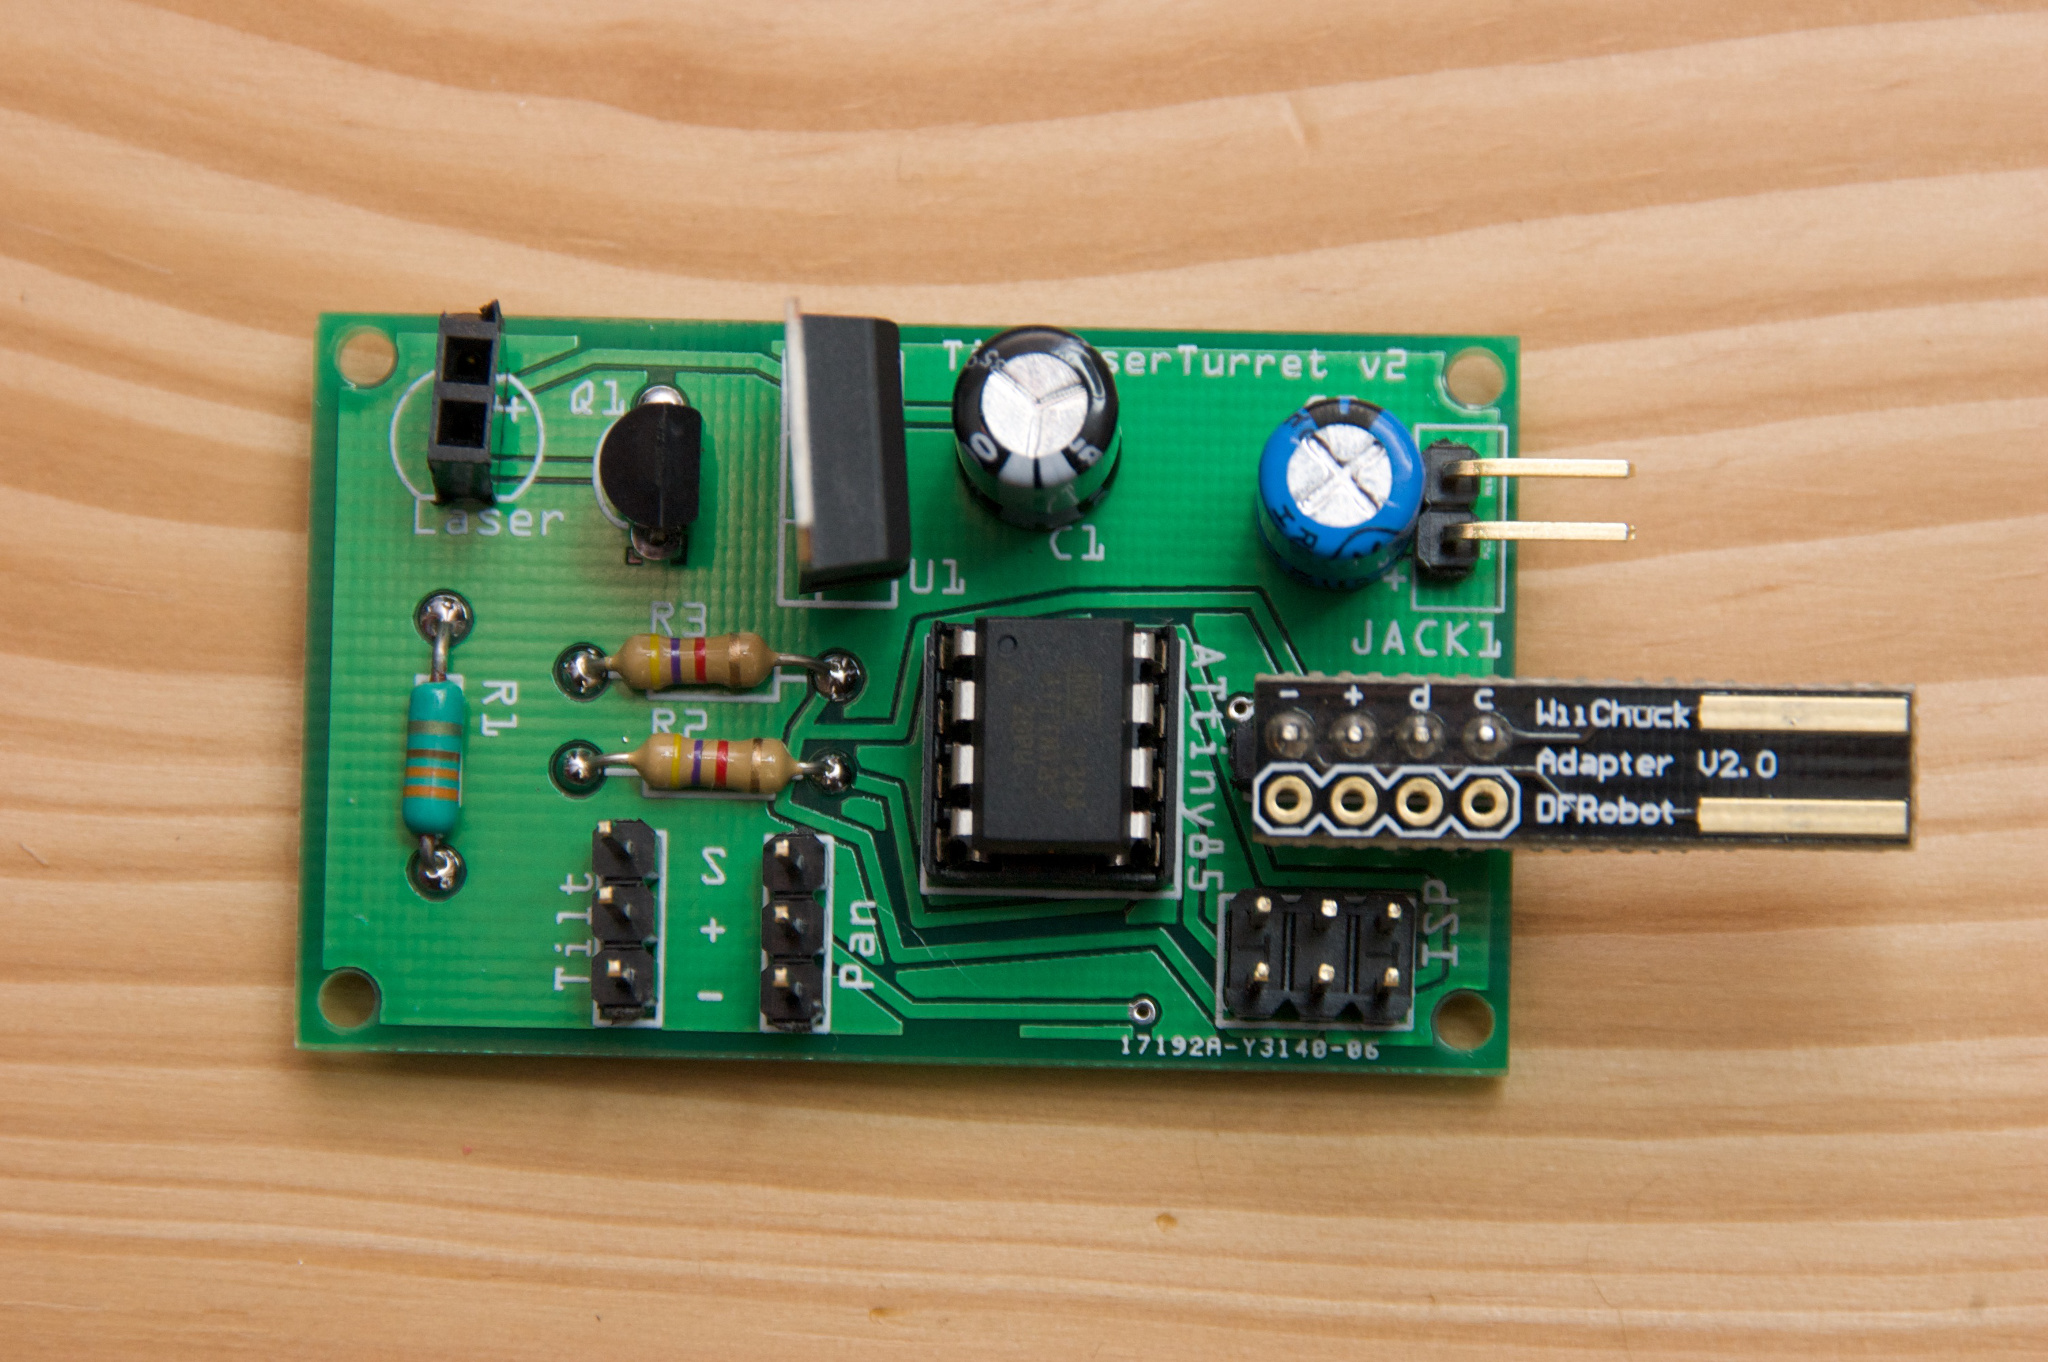 serTurret v2
Q1
+
Laser
C1
U1
+
JACK1
R3
R1
R2
ATtiny85
- + d c
WiiChuck
Adapter V2.0
DFRobot
Tilt
S
+
-
Pan
ISP
17192A-Y3140-06